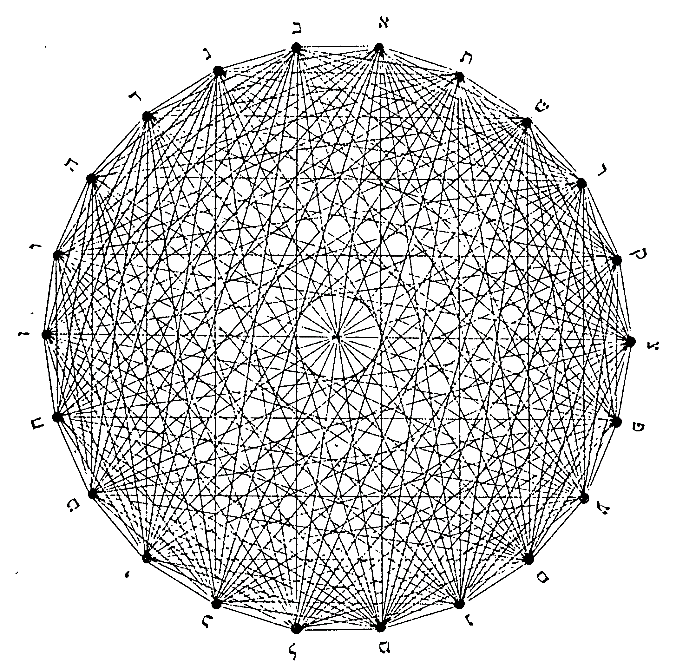 א ב ג ד ה ו ז ח ט י כ ל מ נ ס ע פ צ ק ר ש ת